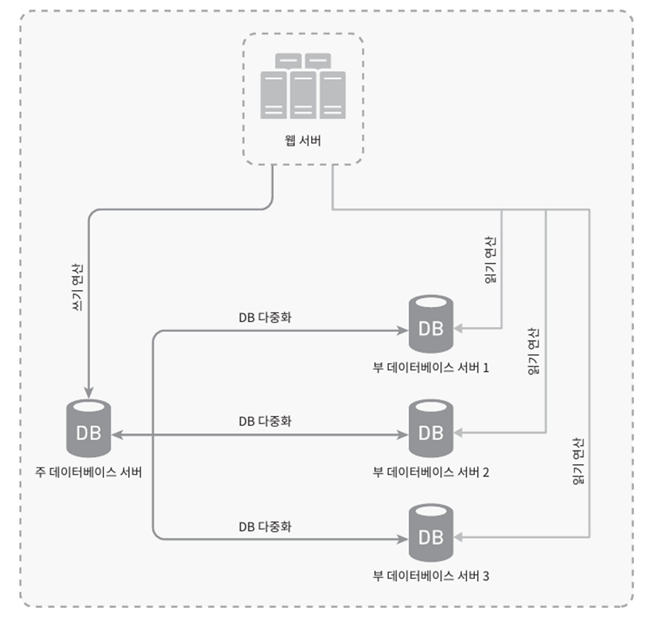 웹 서버
쓰기 연산
읽기 연산
DB 다중화
DB
부 데이터베이스 서버 1
읽기 연산
DB 다중화
DB
DB
주 데이터베이스 서버
부 데이터베이스 서버 2
읽기 연산
DB 다중화
DB
부 데이터베이스 서버 3